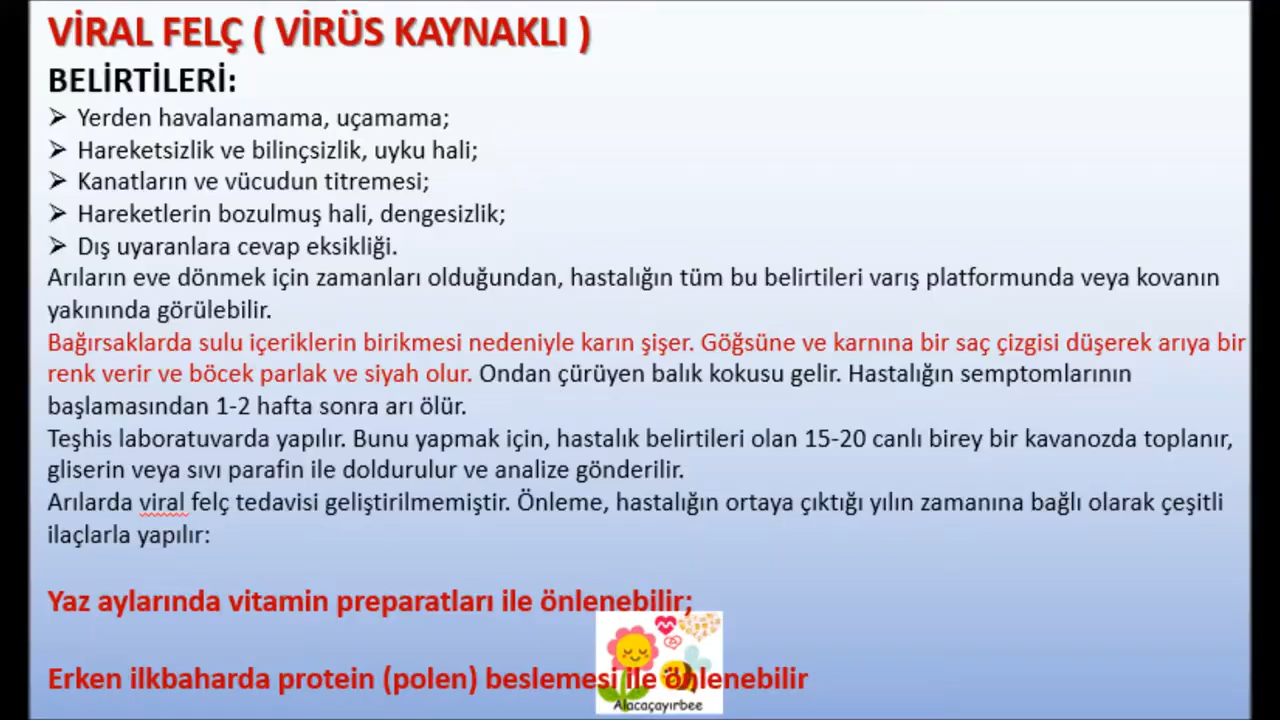 VİRAL FELÇ ( VİRÜS KAYNAKLI )
BELİRTİLERİ:
➤ Yerden havalanamama, uçamama;
➤ Hareketsizlik ve bilinçsizlik, uyku hali;
➤ Kanatların ve vücudun titremesi;
➤ Hareketlerin bozulmuş hali, dengesizlik;
➤ Dış uyaranlara cevap eksikliği.
Arıların eve dönmek için zamanları olduğundan, hastalığın tüm bu belirtileri varış platformunda veya kovanın
yakınında görülebilir.
Bağırsaklarda sulu içeriklerin birikmesi nedeniyle karın şişer. Göğsüne ve karnına bir saç çizgisi düşerek arıya bir
renk verir ve böcek parlak ve siyah olur. Ondan çürüyen balık kokusu gelir. Hastalığın semptomlarının
başlamasından 1-2 hafta sonra arı ölür.
Teşhis laboratuvarda yapılır. Bunu yapmak için, hastalık belirtileri olan 15-20 canlı birey bir kavanozda toplanır,
gliserin veya sıvı parafin ile doldurulur ve analize gönderilir.
Arılarda viral felç tedavisi geliştirilmemiştir. Önleme, hastalığın ortaya çıktığı yılın zamanına bağlı olarak çeşitli
ilaçlarla yapılır:
Yaz aylarında vitamin preparatları ile önlenebilir;
Erken ilkbaharda protein (polen) beslemesi ile önlenebilir
Alacaçayırbee